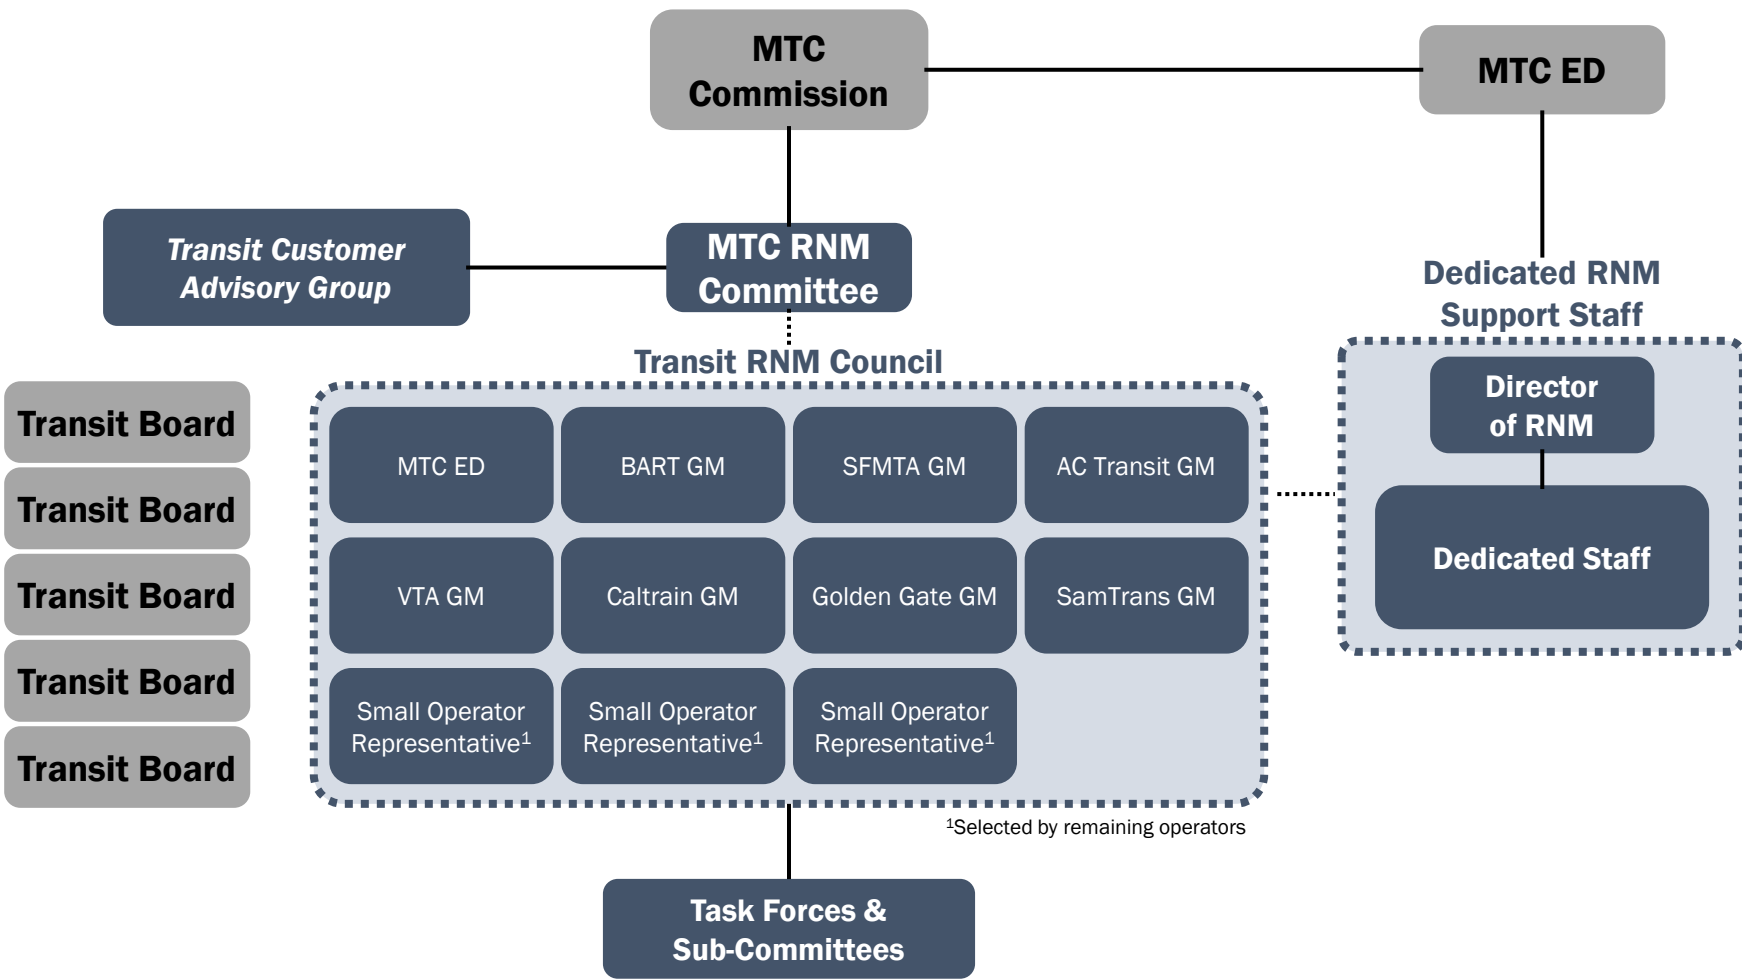 MTC
Commission
MTC ED
Transit Customer
Advisory Group
MTC RNM
Committee
Dedicated RNM
Support Staff
Transit RNM Council
Director
of RNM
Dedicated Staff
Transit Board
Transit Board
Transit Board
Transit Board
Transit Board
MTC ED
BART GM
SFMTA GM
AC Transit GM
VTA GM
Caltrain GM
Golden Gate GM
SamTrans GM
Small Operator
Representative¹
Small Operator
Representative¹
Small Operator
Representative¹
¹Selected by remaining operators
Task Forces &
Sub-Committees